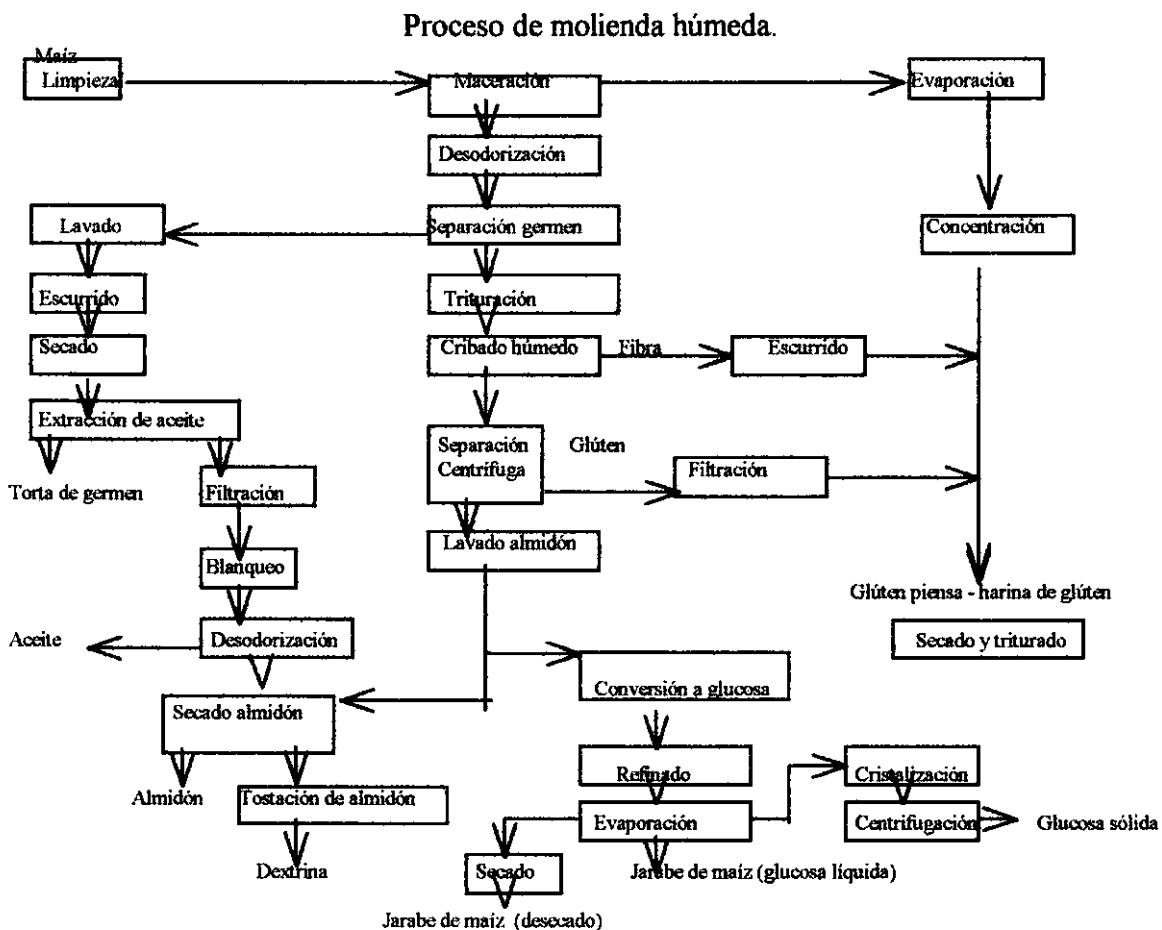 Proceso de molienda húmeda.
Maíz
Limpieza
Maceración
Evaporación
Desodorización
Lavado
Separación germen
Concentración
Escurrido
Trituración
Secado
Cribado húmedo
Fibra
Escurrido
Extracción de aceite
Separación
Centrífuga
Glúten
Filtración
Torta de germen
Filtración
Lavado almidón
Blanqueo
Glúten piensa - harina de glúten
Aceite
Desodorización
Secado y triturado
Conversión a glucosa
Secado almidón
Refinado
Cristalización
Almidón
Tostación de almidón
Evaporación
Centrifugación
Glucosa sólida
Dextrina
Secado
Jarabe de maíz (glucosa líquida)
Jarabe de maíz (desecado)